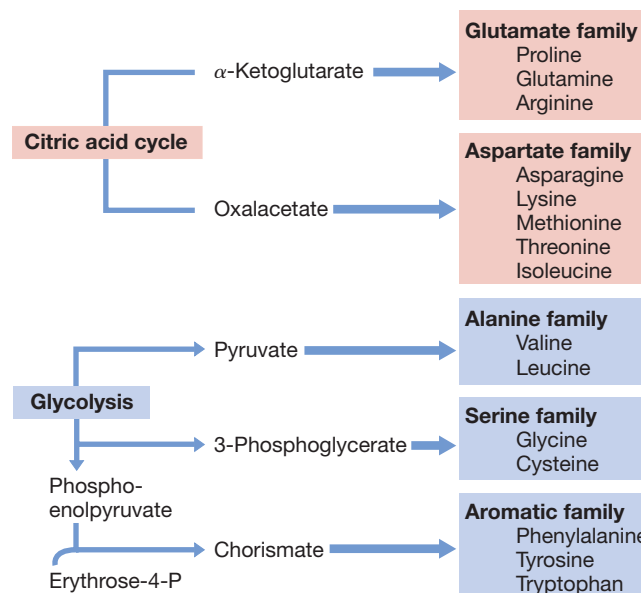 Glutamate family
Proline
Glutamine
Arginine
α-Ketoglutarate
Citric acid cycle
Aspartate family
Asparagine
Lysine
Methionine
Threonine
Isoleucine
Oxalacetate
Alanine family
Valine
Leucine
Pyruvate
Glycolysis
Serine family
Glycine
Cysteine
3-Phosphoglycerate
Phospho-
enolpyruvate
Aromatic family
Phenylalanine
Tyrosine
Tryptophan
Chorismate
Erythrose-4-P